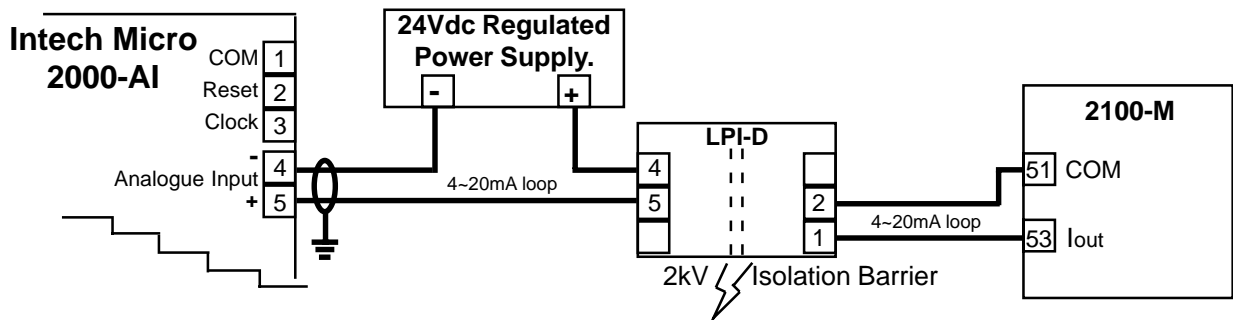 Intech Micro
2000-AI
COM 1
Reset 2
Clock 3
Analogue Input
- 4
+ 5
24Vdc Regulated
Power Supply.
- +
4~20mA loop
LPI-D
4
5
2
1
2kV Isolation Barrier
4~20mA loop
2100-M
51 COM
53 Iout